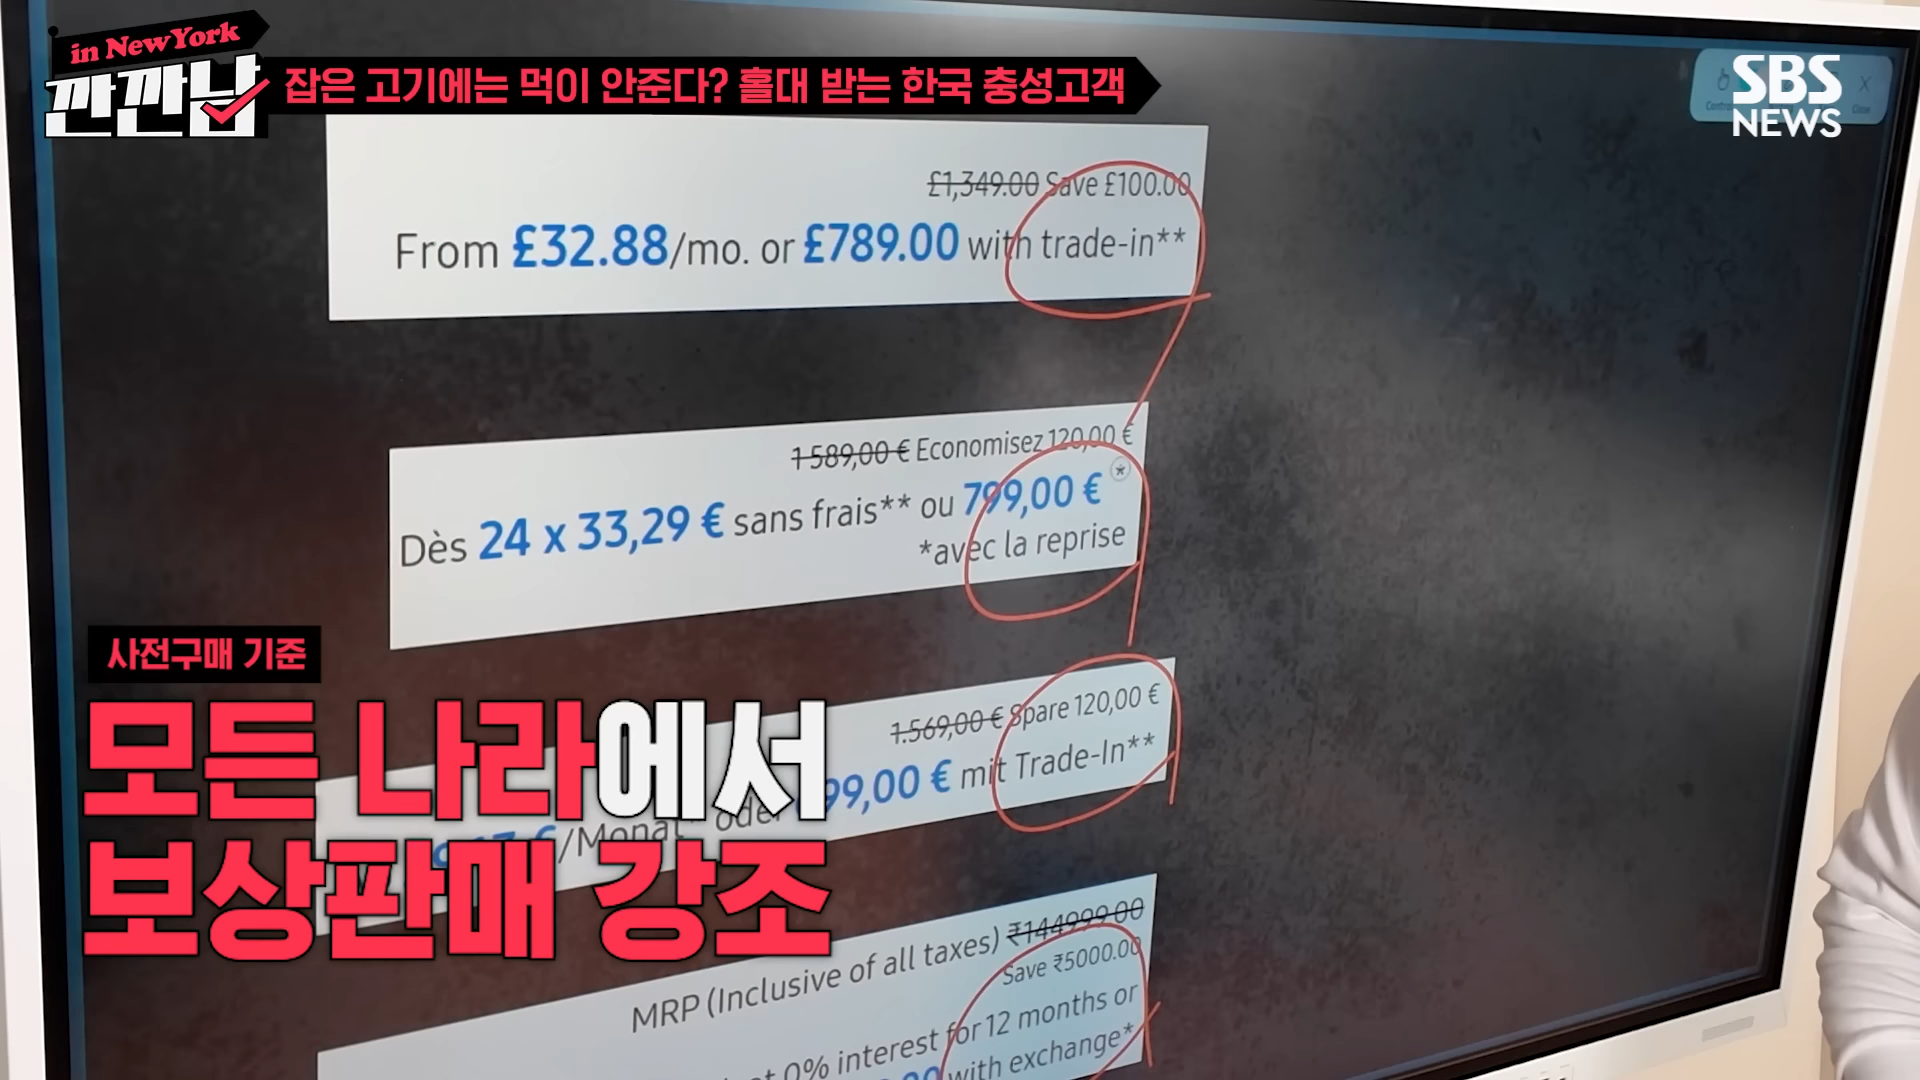 in New York
깐깐남
잡은 고기에는 먹이 안준다? 홀대 받는 한국 충성고객
SBS
NEWS
£1,349.00 Save £100.00
From £32.88/mo. or £789.00 with trade-in**
1 589,00 € Economisez 120,00 €
Dès 24 x 33,29 € sans frais** ou 799,00 € *
*avec la reprise
사전구매 기준
1.569,00 € Spare 120,00 €
/Monat oder 99,00 € mit Trade-In**
모든 나라에서
보상판매 강조
MRP (Inclusive of all taxes) ₹144999.00
Save ₹5000.00
0% interest for 12 months or
with exchange*